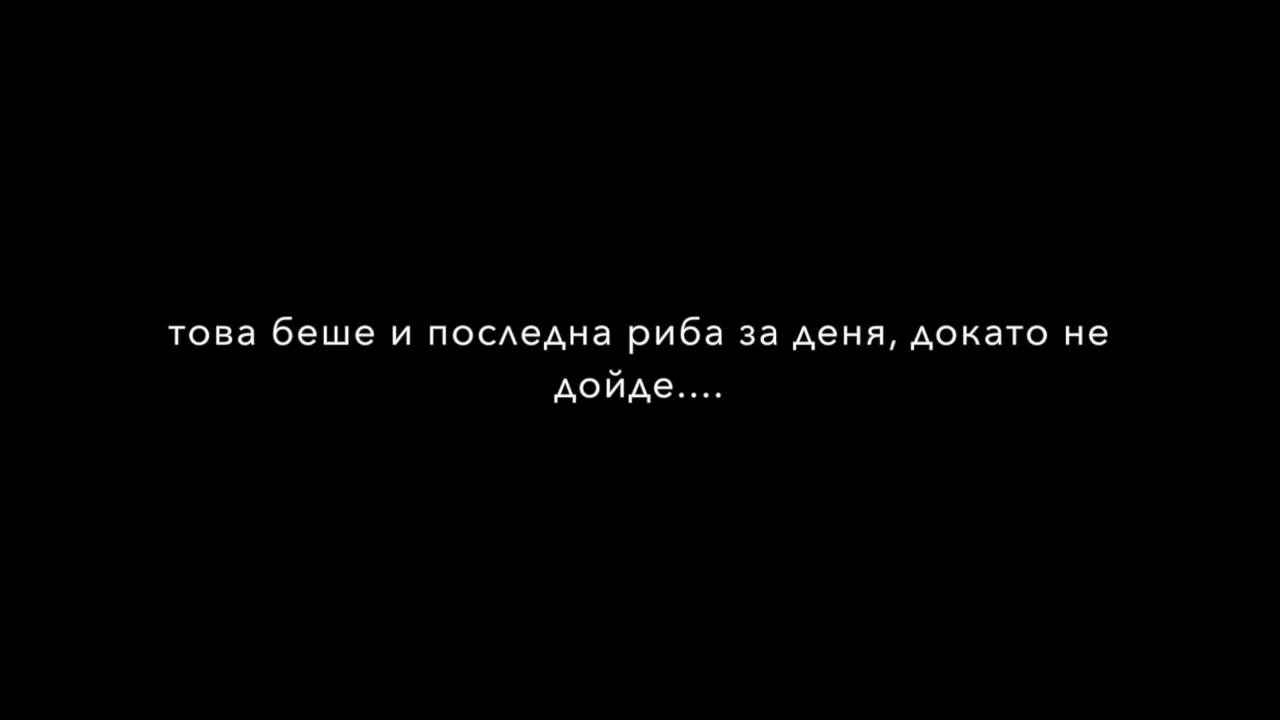 това беше и последна риба за деня, докато не
дойде....